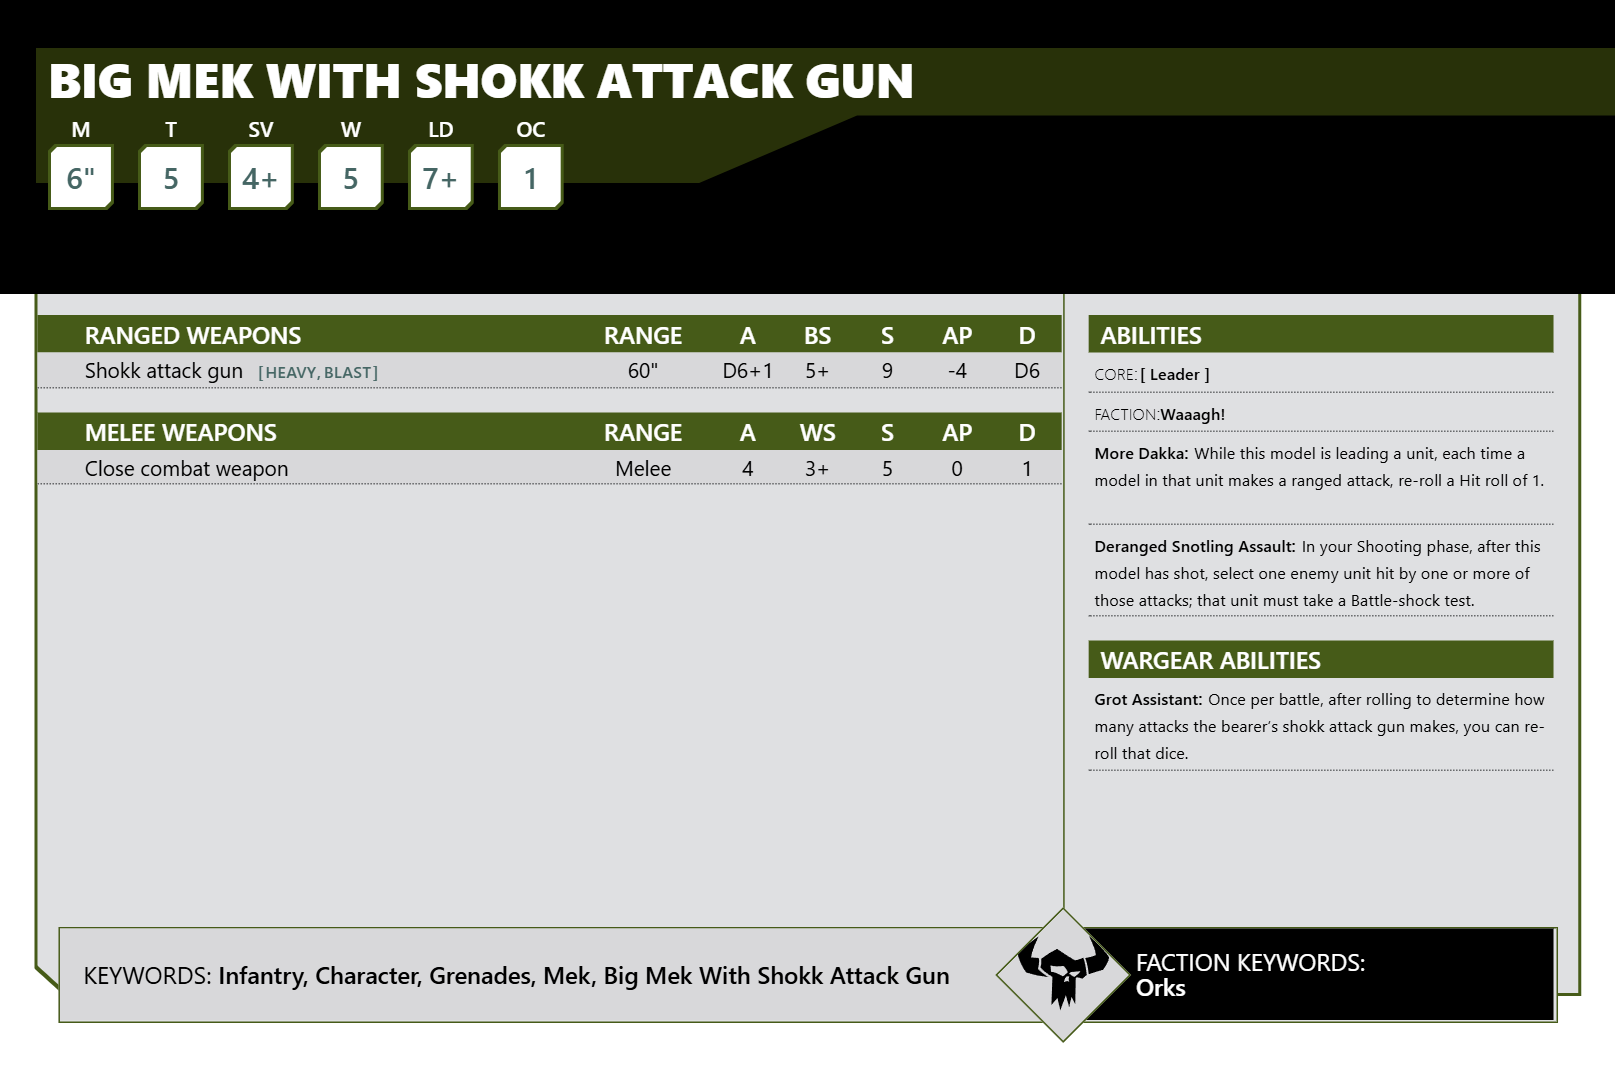 BIG MEK WITH SHOKK ATTACK GUN
M T SV W LD OC
6" 5 4+ 5 7+ 1
RANGED WEAPONS RANGE A BS S AP D
Shokk attack gun [HEAVY, BLAST] 60" D6+1 5+ 9 -4 D6
MELEE WEAPONS RANGE A WS S AP D
Close combat weapon Melee 4 3+ 5 0 1
ABILITIES
CORE: [ Leader ]
FACTION:Waaagh!
More Dakka: While this model is leading a unit, each time a
model in that unit makes a ranged attack, re-roll a Hit roll of 1.
Deranged Snotling Assault: In your Shooting phase, after this
model has shot, select one enemy unit hit by one or more of
those attacks; that unit must take a Battle-shock test.
WARGEAR ABILITIES
Grot Assistant: Once per battle, after rolling to determine how
many attacks the bearer’s shokk attack gun makes, you can re-
roll that dice.
KEYWORDS: Infantry, Character, Grenades, Mek, Big Mek With Shokk Attack Gun
FACTION KEYWORDS:
Orks